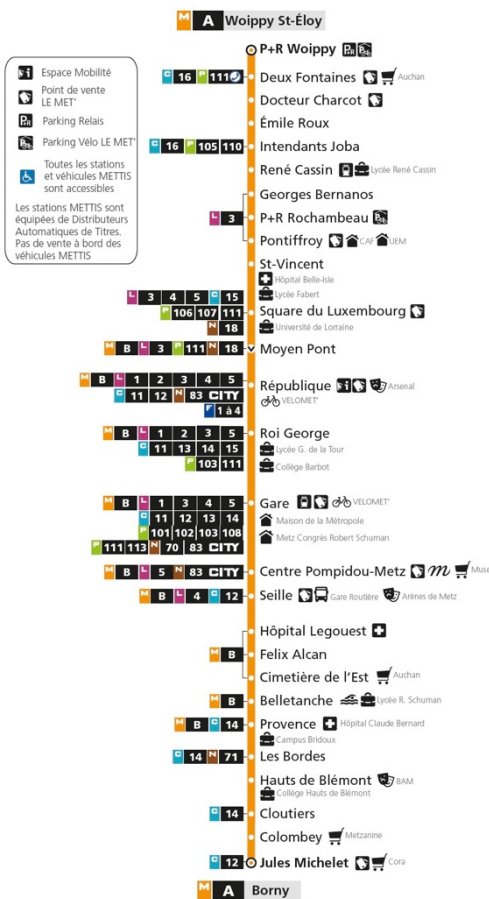 M A Woippy St-Éloy
P+R Woippy
C 16 P 111 Deux Fontaines Auchan
Docteur Charcot
Émile Roux
C 16 P 105 110 Intendants Joba
René Cassin Lycée René Cassin
Georges Bernanos
L 3 P+R Rochambeau
Pontiffroy CAF UEM
St-Vincent
Hôpital Belle-Isle
Lycée Fabert
L 3 4 5 C 15
P 106 107 111
N 18
Square du Luxembourg
Université de Lorraine
M B L 3 P 111 N 18 Moyen Pont
M B L 1 2 3 4 5
C 11 12 N 83 CITY
F 1 à 4
République Arsenal
VELOMET'
M B L 1 2 3 5
C 11 13 14 15
P 103 111
Roi George
Lycée G. de la Tour
Collège Barbot
M B L 1 3 4 5
C 11 12 13 14
P 101 102 103 108
P 111 113 N 70 83 CITY
Gare VELOMET'
Maison de la Métropole
Metz Congrès Robert Schuman
M B L 5 N 83 CITY Centre Pompidou-Metz m Muse
M B L 4 C 12 Seille Gare Routière Arènes de Metz
Hôpital Legouest
M B Felix Alcan
Cimetière de l'Est Auchan
M B Belletanche Lycée R. Schuman
M B C 14 Provence Hôpital Claude Bernard
Campus Bridoux
C 14 N 71 Les Bordes
Hauts de Blémont BAM
Collège Hauts de Blémont
C 14 Cloutiers
Colombey Metzanine
C 12 Jules Michelet Cora
M A Borny
Espace Mobilité
Point de vente
LE MET'
P+R Parking Relais
Parking Vélo LE MET'
Toutes les stations
et véhicules METTIS
sont accessibles
Les stations METTIS sont
équipées de Distributeurs
Automatiques de Titres.
Pas de vente à bord des
véhicules METTIS